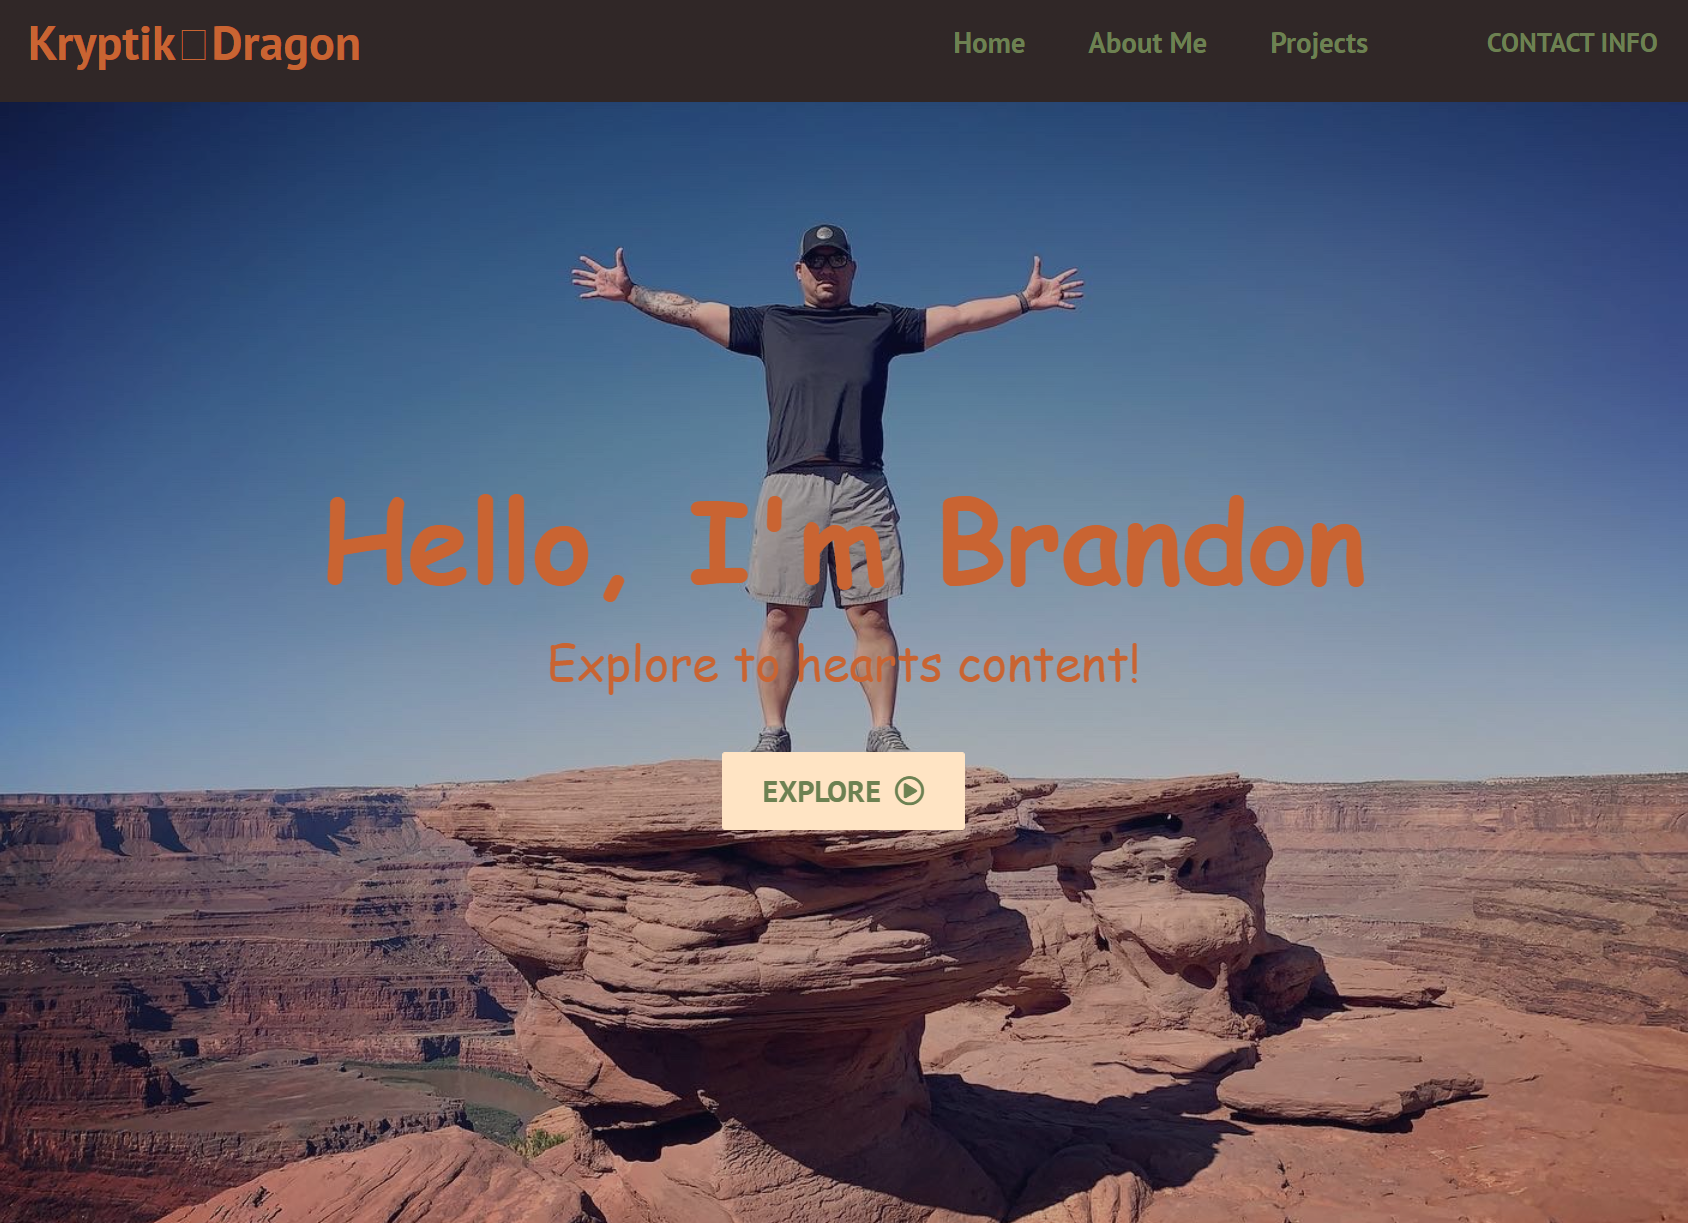 Kryptik□Dragon
Home About Me Projects CONTACT INFO
Hello, I'm Brandon
Explore to hearts content!
EXPLORE